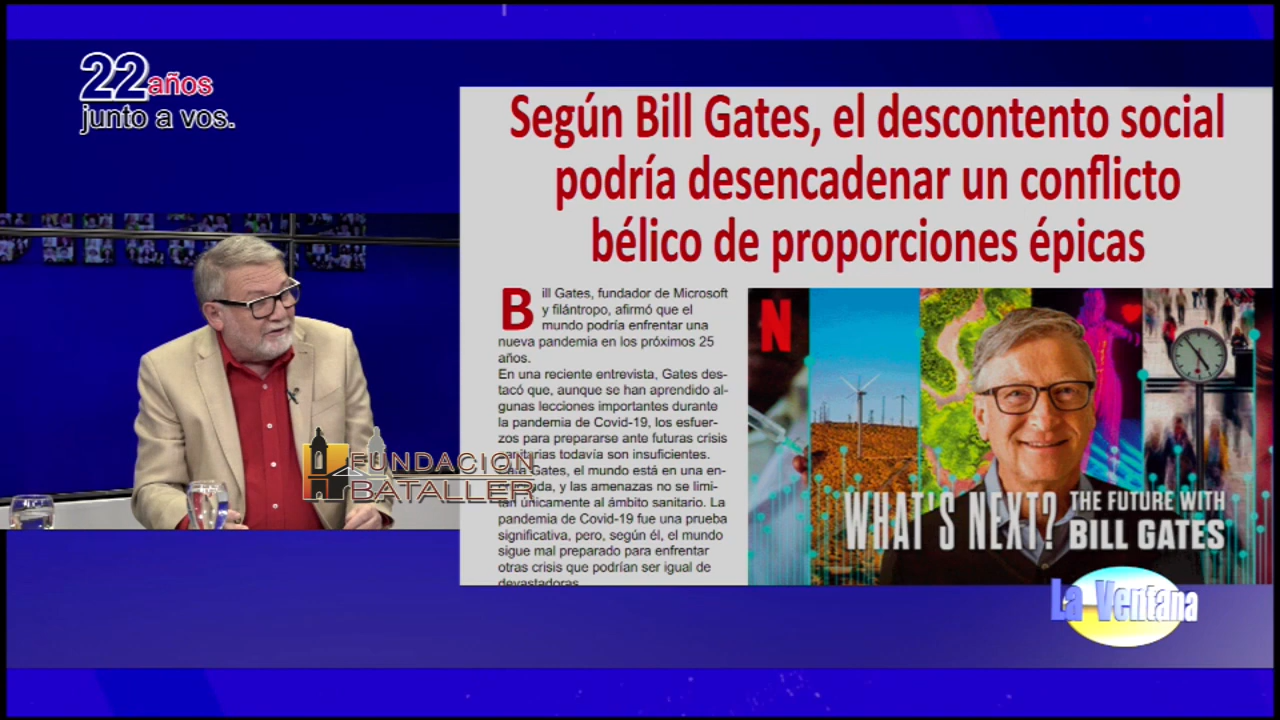 22 años
junto a vos.
Según Bill Gates, el descontento social
podría desencadenar un conflicto
bélico de proporciones épicas
Bill Gates, fundador de Microsoft
y filántropo, afirmó que el
mundo podría enfrentar una
nueva pandemia en los próximos 25
años.
En una reciente entrevista, Gates des-
tacó que, aunque se han aprendido al-
gunas lecciones importantes durante
la pandemia de Covid-19, los esfuer-
zos para prepararse ante futuras crisis
sanitarias todavía son insuficientes.
Para Gates, el mundo está en una en-
y las amenazas no se limi-
tan únicamente al ámbito sanitario. La
pandemia de Covid-19 fue una prueba
significativa, pero, según él, el mundo
sigue mal preparado para enfrentar
otras crisis que podrían ser igual de
devastadoras
FUNDACION
BATALLER
N
WHAT'S NEXT? THE FUTURE WITH
BILL GATES
La Ventana